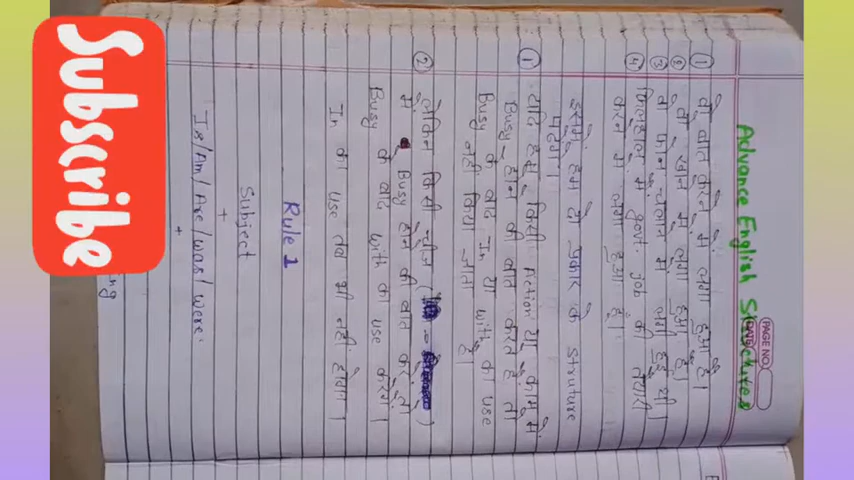 Advance English Structures
PAGE NO.
DATE
① वो बात करने में लगा हुआ है।
② वो खाने में लगा हुआ है।
③ वो फोन चलाने में लगी हुई थी।
④ फिलहाल में govt. job की तैयारी
करने में लगा हुआ हूं।
इसमें हम दो प्रकार के struture
पढ़ेंगे।
① यदि हम किसी Action या काम में
Busy होने की बात करते हैं तो
Busy के बाद In या with का use
नहीं किया जाता है।
② लेकिन किसी चीज
में Busy होने की बात करें तो
Busy के बाद with का use करेंगे।
In का use तब भी नहीं होगा।
Rule 1
Subject
+
Is/Am/Are/was/were.
+
ing
Subscribe